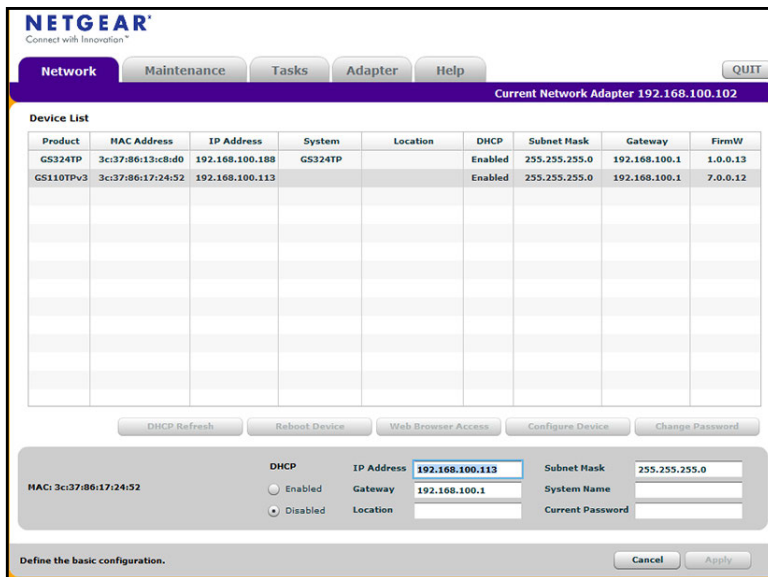 NETGEAR®
Connect with Innovation™
Network Maintenance Tasks Adapter Help QUIT
Current Network Adapter 192.168.100.102
Device List
Product MAC Address IP Address System Location DHCP Subnet Mask Gateway FirmW
GS324TP 3c:37:86:13:c8:d0 192.168.100.188 GS324TP Enabled 255.255.255.0 192.168.100.1 1.0.0.13
GS110TPv3 3c:37:86:17:24:52 192.168.100.113 Enabled 255.255.255.0 192.168.100.1 7.0.0.12
DHCP Refresh Reboot Device Web Browser Access Configure Device Change Password
DHCP IP Address 192.168.100.113 Subnet Mask 255.255.255.0
MAC: 3c:37:86:17:24:52 Enabled Gateway 192.168.100.1 System Name
Disabled Location Current Password
Define the basic configuration. Cancel Apply